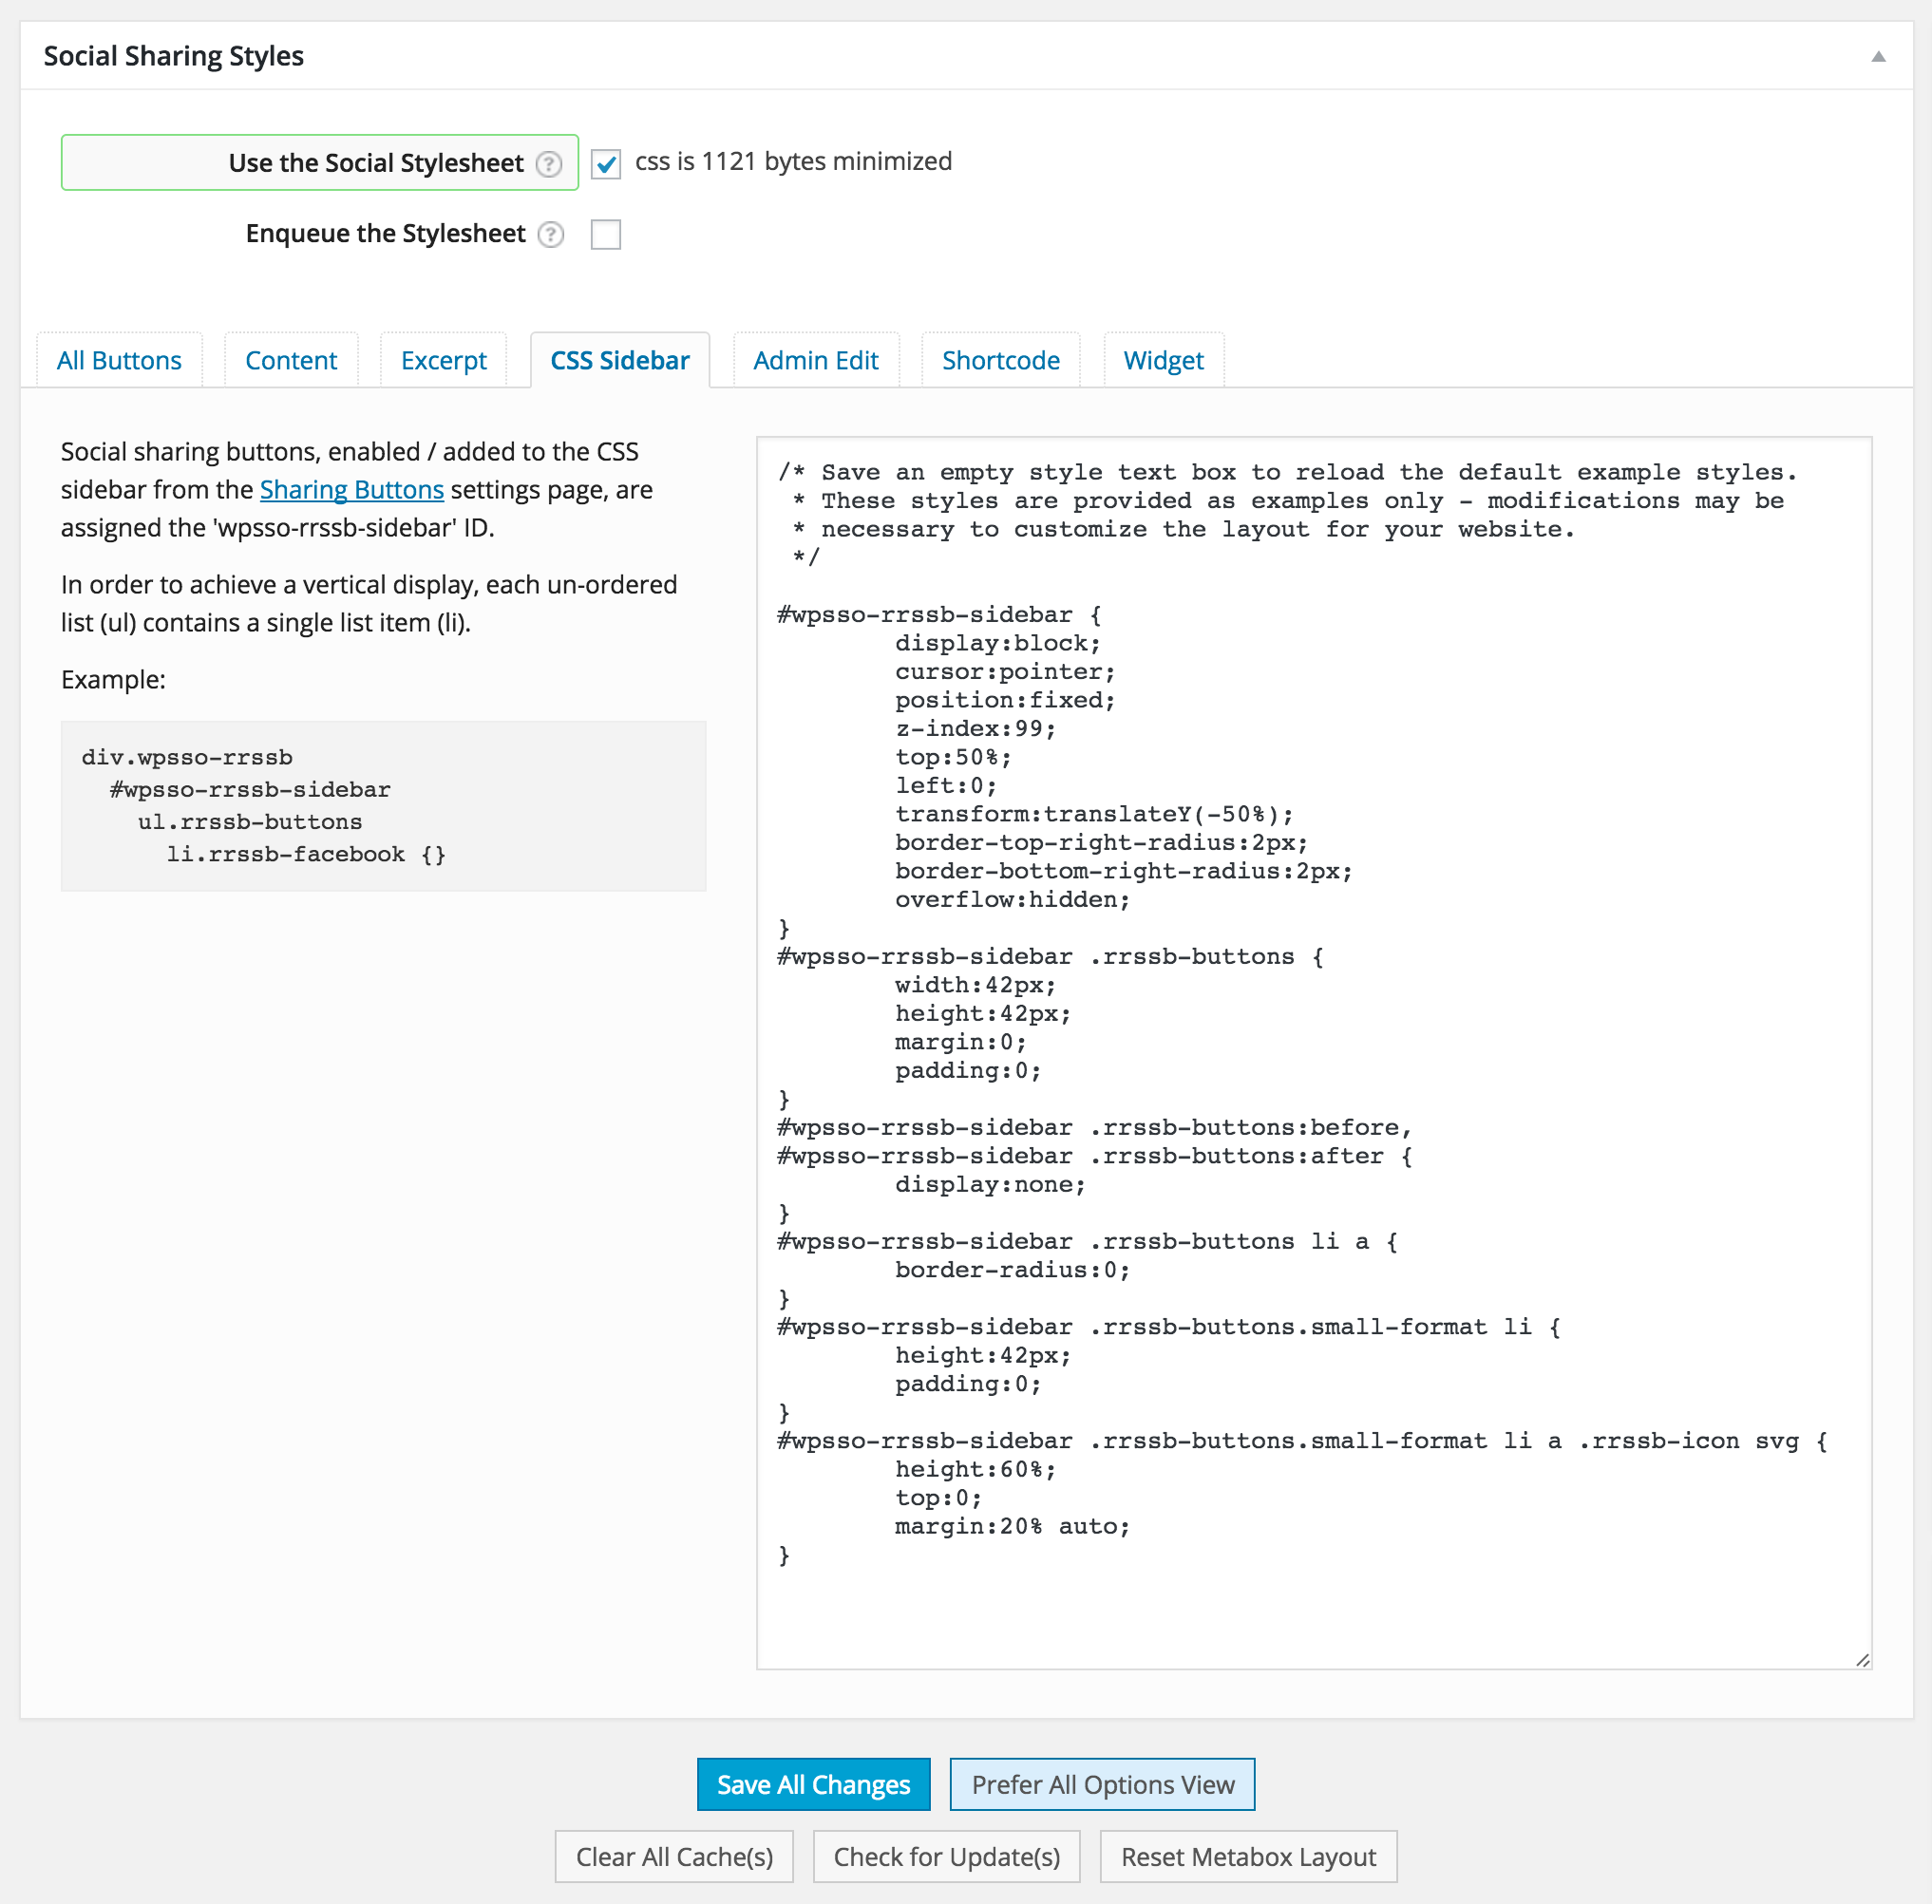 Social Sharing Styles
Use the Social Stylesheet ? css is 1121 bytes minimized
Enqueue the Stylesheet ?
All Buttons Content Excerpt CSS Sidebar Admin Edit Shortcode Widget
Social sharing buttons, enabled / added to the CSS
sidebar from the Sharing Buttons settings page, are
assigned the 'wpsso-rrssb-sidebar' ID.
In order to achieve a vertical display, each un-ordered
list (ul) contains a single list item (li).
Example:
div.wpsso-rrssb
  #wpsso-rrssb-sidebar
    ul.rrssb-buttons
      li.rrssb-facebook {}
/* Save an empty style text box to reload the default example styles.
 * These styles are provided as examples only - modifications may be
 * necessary to customize the layout for your website.
 */
#wpsso-rrssb-sidebar {
        display:block;
        cursor:pointer;
        position:fixed;
        z-index:99;
        top:50%;
        left:0;
        transform:translateY(-50%);
        border-top-right-radius:2px;
        border-bottom-right-radius:2px;
        overflow:hidden;
}
#wpsso-rrssb-sidebar .rrssb-buttons {
        width:42px;
        height:42px;
        margin:0;
        padding:0;
}
#wpsso-rrssb-sidebar .rrssb-buttons:before,
#wpsso-rrssb-sidebar .rrssb-buttons:after {
        display:none;
}
#wpsso-rrssb-sidebar .rrssb-buttons li a {
        border-radius:0;
}
#wpsso-rrssb-sidebar .rrssb-buttons.small-format li {
        height:42px;
        padding:0;
}
#wpsso-rrssb-sidebar .rrssb-buttons.small-format li a .rrssb-icon svg {
        height:60%;
        top:0;
        margin:20% auto;
}
Save All Changes Prefer All Options View
Clear All Cache(s) Check for Update(s) Reset Metabox Layout